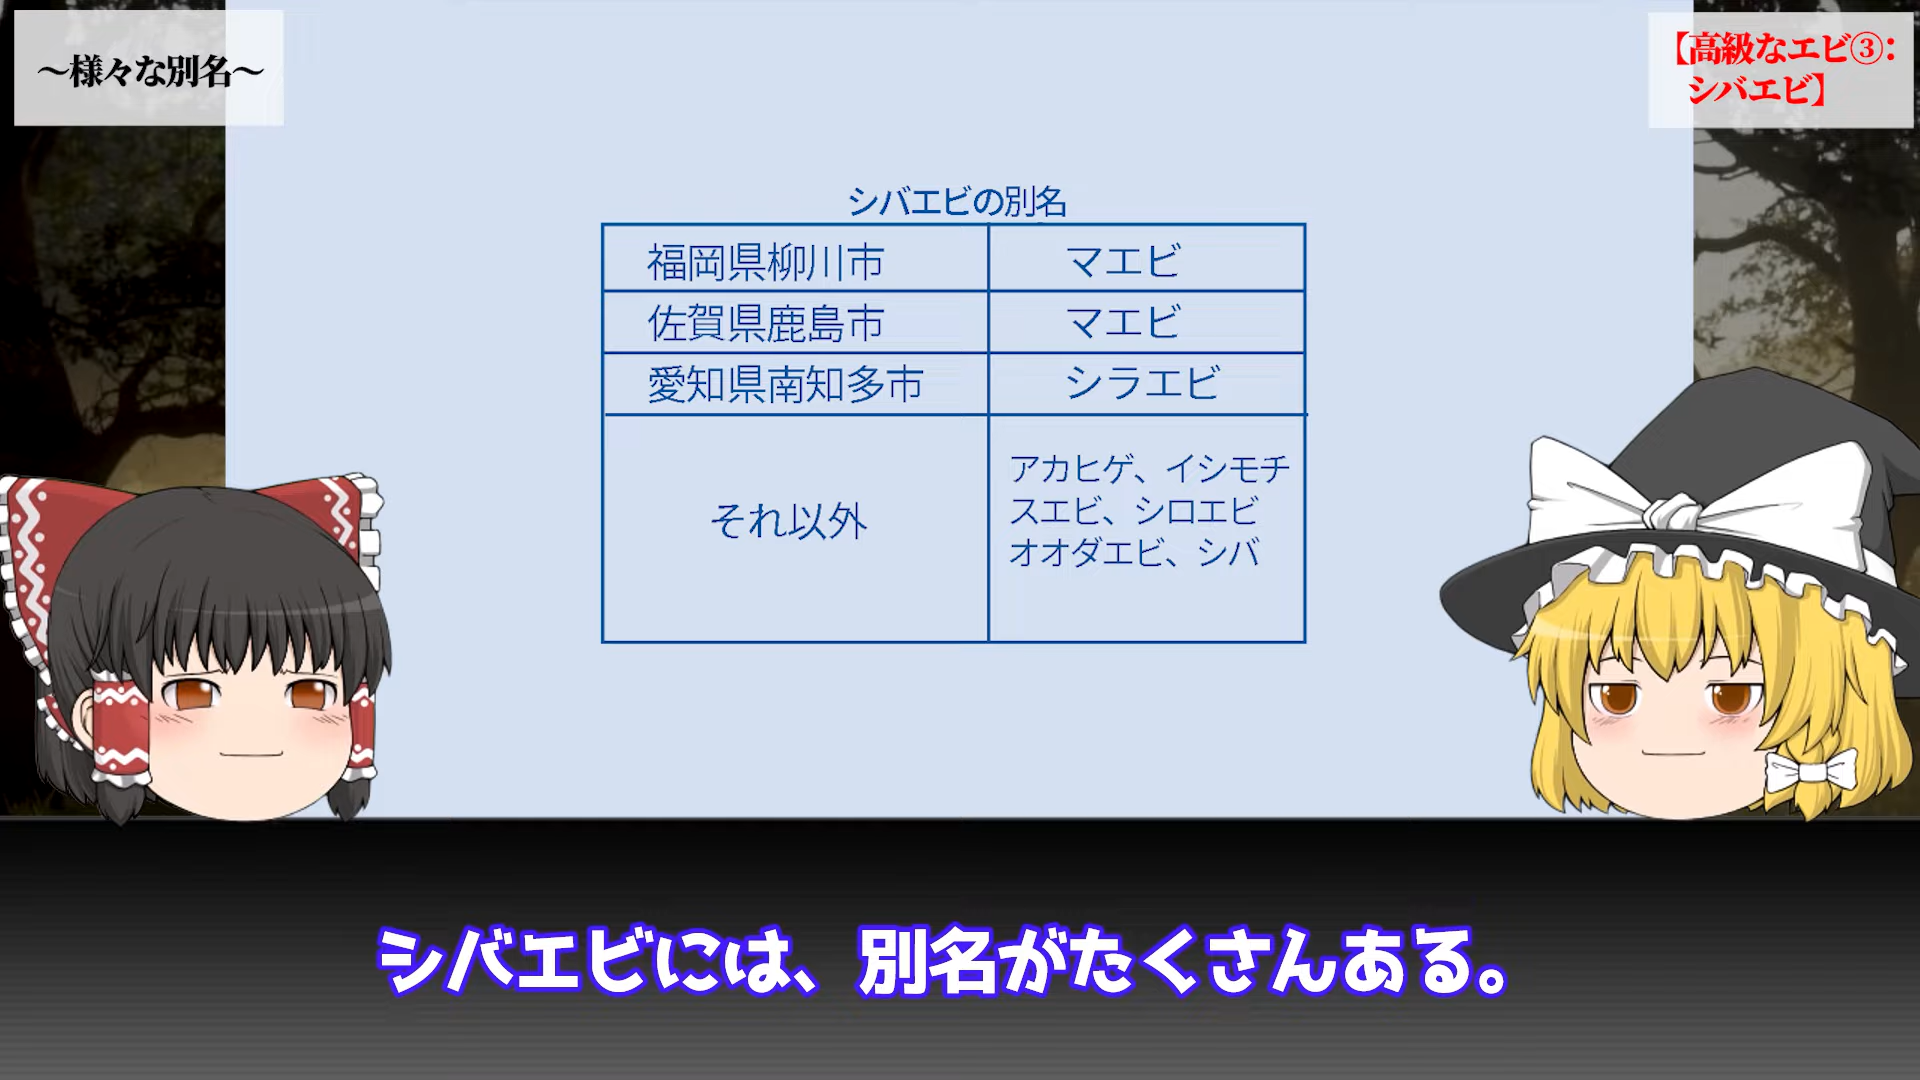 ～様々な別名～
【高級なエビ③：
シバエビ】
シバエビの別名
福岡県柳川市 マエビ
佐賀県鹿島市 マエビ
愛知県南知多市 シラエビ
それ以外
アカヒゲ、イシモチ
スエビ、シロエビ
オオダエビ、シバ
シバエビには、別名がたくさんある。